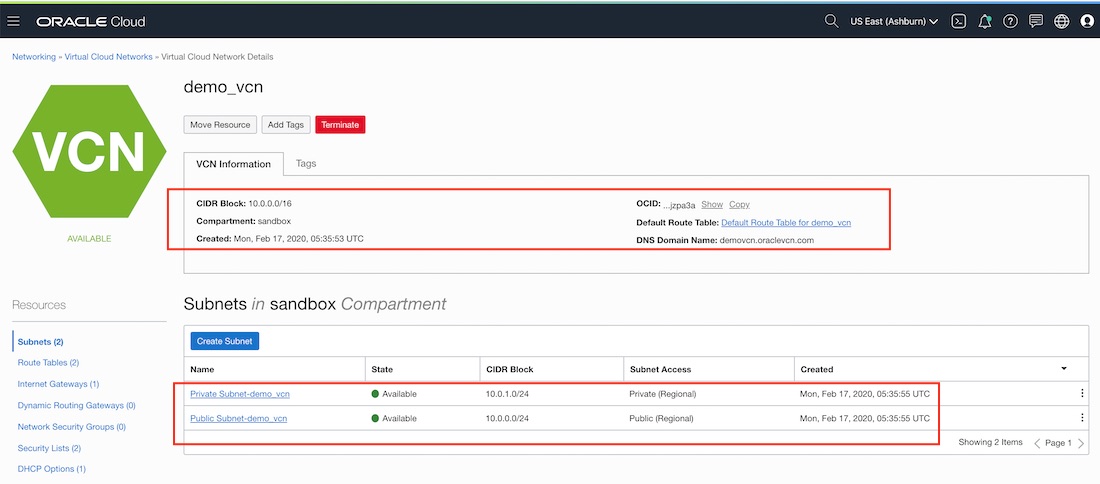 ORACLE Cloud
US East (Ashburn)
Networking » Virtual Cloud Networks » Virtual Cloud Network Details
VCN
AVAILABLE
demo_vcn
Move Resource Add Tags Terminate
VCN Information Tags
CIDR Block: 10.0.0.0/16
Compartment: sandbox
Created: Mon, Feb 17, 2020, 05:35:53 UTC
OCID: ...jzpa3a Show Copy
Default Route Table: Default Route Table for demo_vcn
DNS Domain Name: demovcn.oraclevcn.com
Resources
Subnets (2)
Route Tables (2)
Internet Gateways (1)
Dynamic Routing Gateways (0)
Network Security Groups (0)
Security Lists (2)
DHCP Options (1)
Subnets in sandbox Compartment
Create Subnet
Name State CIDR Block Subnet Access Created
Private Subnet-demo_vcn Available 10.0.1.0/24 Private (Regional) Mon, Feb 17, 2020, 05:35:55 UTC
Public Subnet-demo_vcn Available 10.0.0.0/24 Public (Regional) Mon, Feb 17, 2020, 05:35:55 UTC
Showing 2 Items Page 1